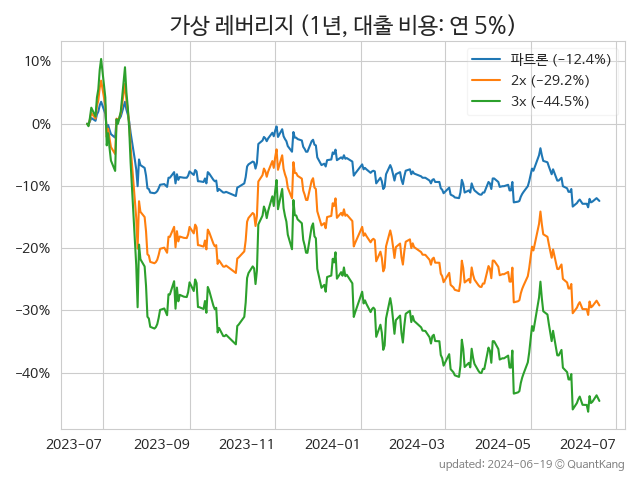 가상 레버리지 (1년, 대출 비용: 연 5%)
파트론 (−12.4%)
2x (−29.2%)
3x (−44.5%)
10%
0%
−10%
−20%
−30%
−40%
2023-07
2023-09
2023-11
2024-01
2024-03
2024-05
2024-07
updated: 2024-06-19 © QuantKang